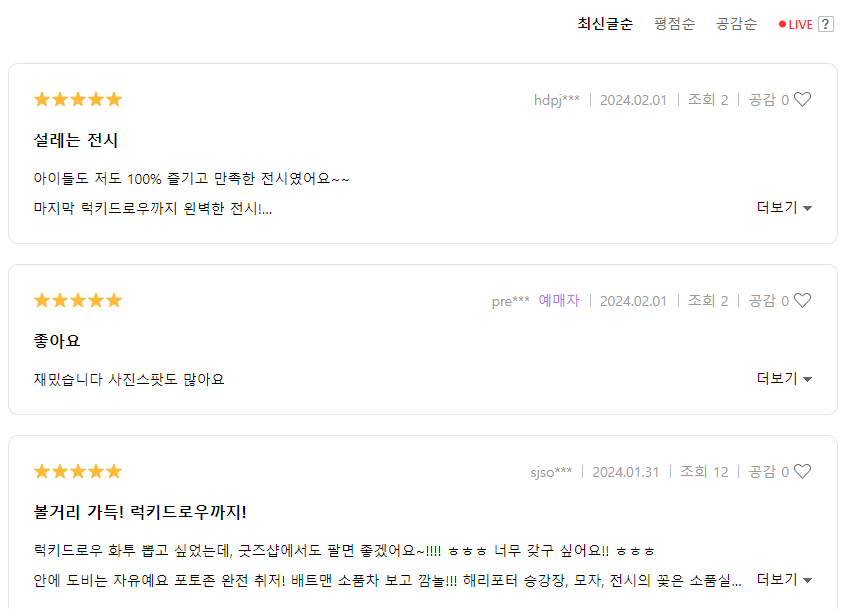 최신글순 평점순 공감순 LIVE ?
hdpj*** 2024.02.01 조회 2 공감 0
설레는 전시
아이들도 저도 100% 즐기고 만족한 전시였어요~~
마지막 럭키드로우까지 왼벽한 전시!... 더보기
pre*** 예매자 2024.02.01 조회 2 공감 0
좋아요
재밌습니다 사진스팟도 많아요 더보기
sjso*** 2024.01.31 조회 12 공감 0
볼거리 가득! 럭키드로우까지!
럭키드로우 화투 뽑고 싶었는데, 굿즈샵에서도 팔면 좋겠어요~!!!! ㅎㅎㅎ 너무 갖구 싶어요!! ㅎㅎㅎ
안에 도비는 자유예요 포토존 완전 취저! 배트맨 소품차 보고 깜놀!!! 해리포터 승강장, 모자, 전시의 꽃은 소품실... 더보기